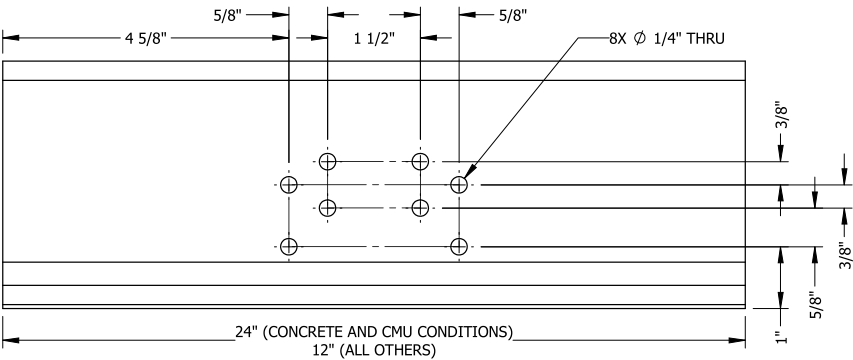 5/8"
5/8"
4 5/8"
1 1/2"
8X Ø 1/4" THRU
3/8"
3/8"
5/8"
1"
24" (CONCRETE AND CMU CONDITIONS)
12" (ALL OTHERS)